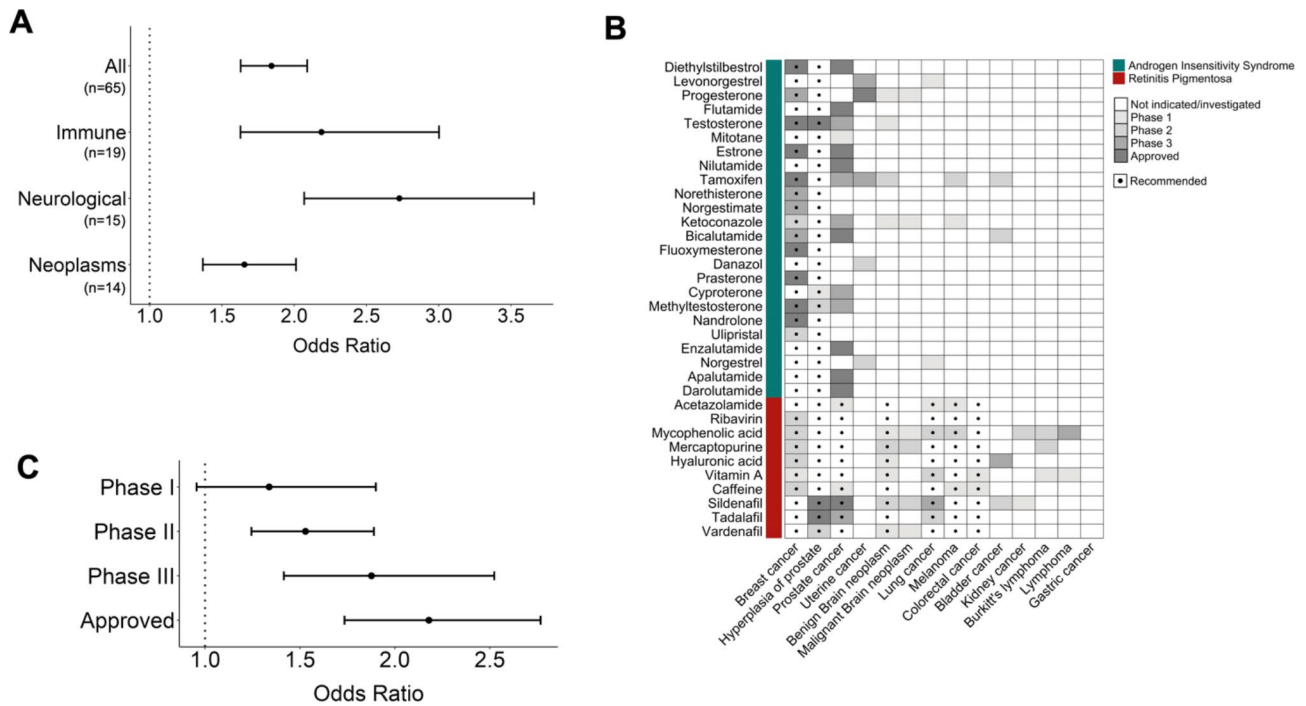 A
All
(n=65)
Immune
(n=19)
Neurological
(n=15)
Neoplasms
(n=14)
1.0
2.0
2.5
3.0
3.5
Odds Ratio
B
Diethylstilbestrol
Levonorgestrel
Progesterone
Flutamide
Testosterone
Mitotane
Estrone
Nilutamide
Tamoxifen
Norethisterone
Norgestimate
Ketoconazole
Bicalutamide
Fluoxymesterone
Danazol
Prasterone
Cyproterone
Methyltestosterone
Nandrolone
Ulipristal
Enzalutamide
Norgestrel
Apalutamide
Darolutamide
Acetazolamide
Ribavirin
Mycophenolic acid
Mercaptopurine
Hyaluronic acid
Vitamin A
Caffeine
Sildenafil
Tadalafil
Vardenafil
Breast cancer
Hyperplasia of prostate
Prostate cancer
Uterine cancer
Benign Brain neoplasm
Malignant Brain neoplasm
Lung cancer
Melanoma
Colorectal cancer
Bladder cancer
Kidney cancer
Burkitt's lymphoma
Lymphoma
Gastric cancer
Androgen Insensitivity Syndrome
Retinitis Pigmentosa
Not indicated/investigated
Phase 1
Phase 2
Phase 3
Approved
Recommended
C
Phase I
Phase II
Phase III
Approved
1.0
1.5
2.0
2.5
Odds Ratio